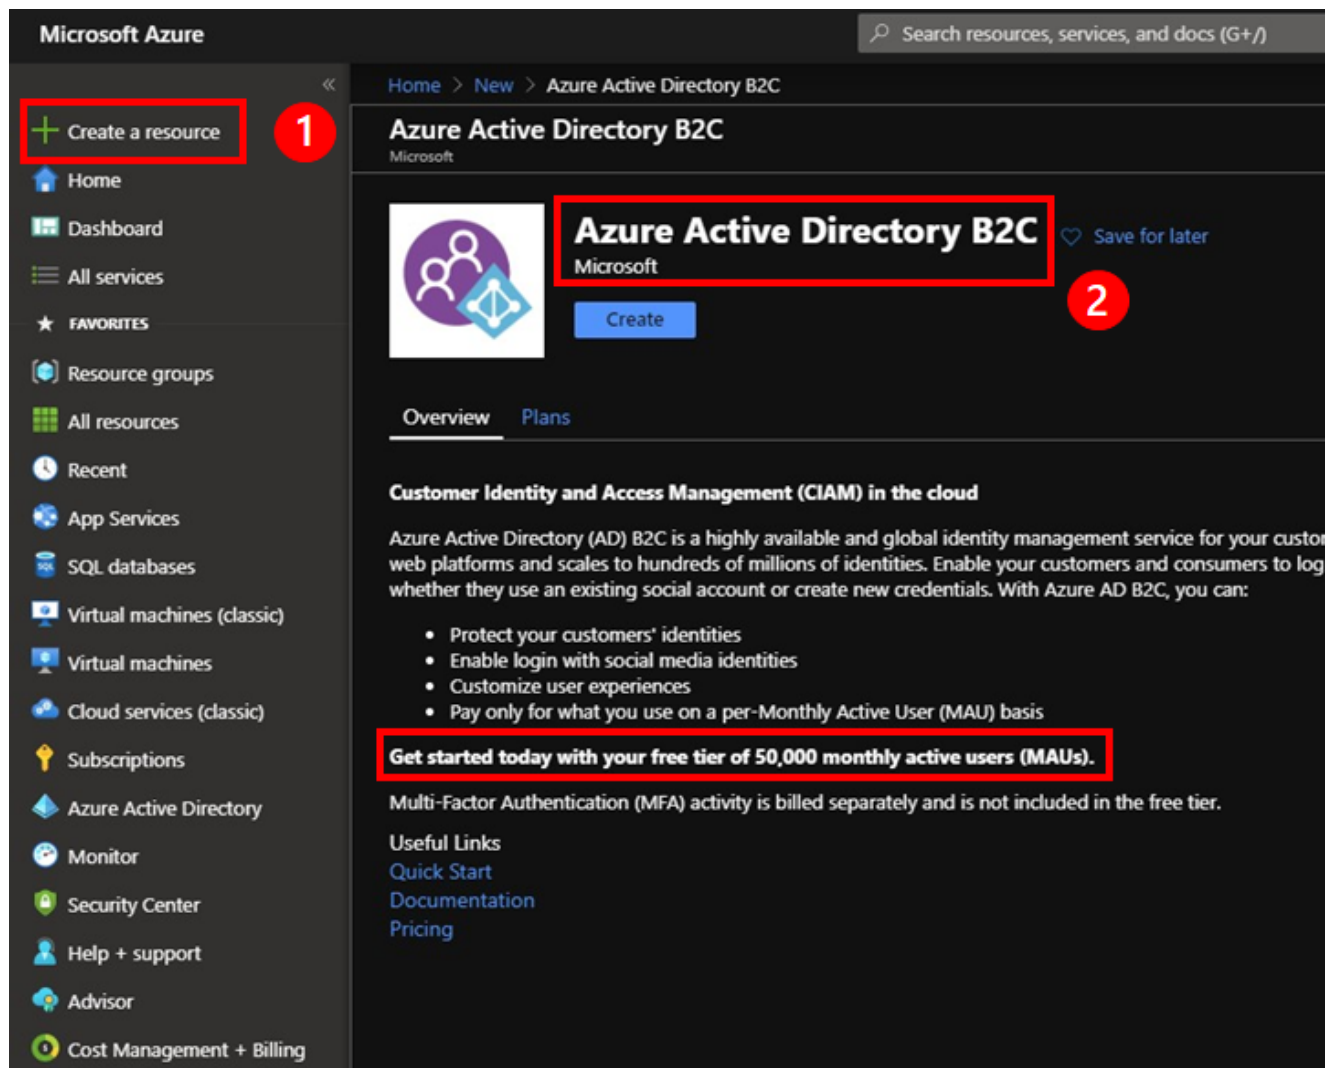 Microsoft Azure
Search resources, services, and docs (G+/)
«
Home > New > Azure Active Directory B2C
Create a resource
1
Azure Active Directory B2C
Microsoft
Home
Dashboard
All services
FAVORITES
Resource groups
All resources
Recent
App Services
SQL databases
Virtual machines (classic)
Virtual machines
Cloud services (classic)
Subscriptions
Azure Active Directory
Monitor
Security Center
Help + support
Advisor
Cost Management + Billing
Azure Active Directory B2C
Microsoft
Save for later
2
Create
Overview Plans
Customer Identity and Access Management (CIAM) in the cloud
Azure Active Directory (AD) B2C is a highly available and global identity management service for your custo
web platforms and scales to hundreds of millions of identities. Enable your customers and consumers to log
whether they use an existing social account or create new credentials. With Azure AD B2C, you can:
• Protect your customers' identities
• Enable login with social media identities
• Customize user experiences
• Pay only for what you use on a per-Monthly Active User (MAU) basis
Get started today with your free tier of 50,000 monthly active users (MAUs).
Multi-Factor Authentication (MFA) activity is billed separately and is not included in the free tier.
Useful Links
Quick Start
Documentation
Pricing